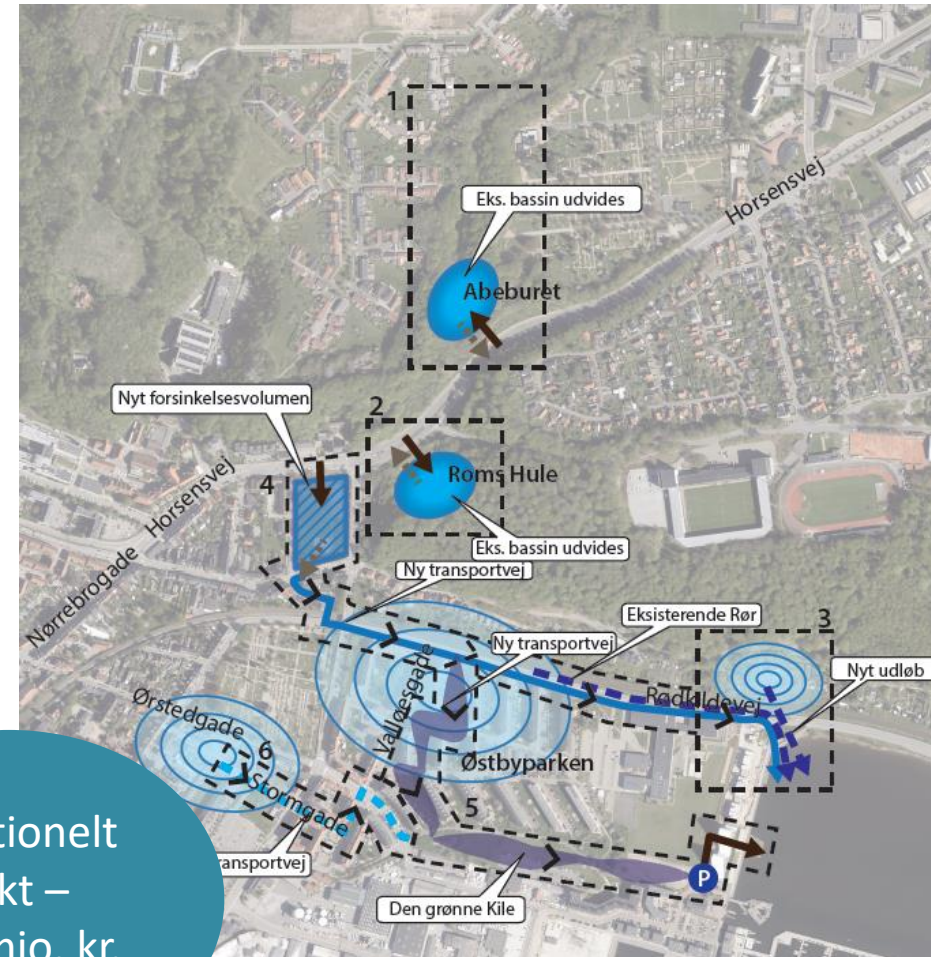 1
Eks. bassin udvides
Horsensvej
Abeburet
Nyt forsinkelsesvolumen
2
Roms Hule
4
Horsensvej
Nørrebrogade
Eks. bassin udvides
Ny transportvej
Eksisterende Rør
3
Ny transportvej
Nyt udløb
Rødkildevej
Valløesgade
Ørstedgade
6
Østbyparken
Stormgade
5
ransportvej
P
Den grønne Kile
tionelt
kt –
mio. kr.